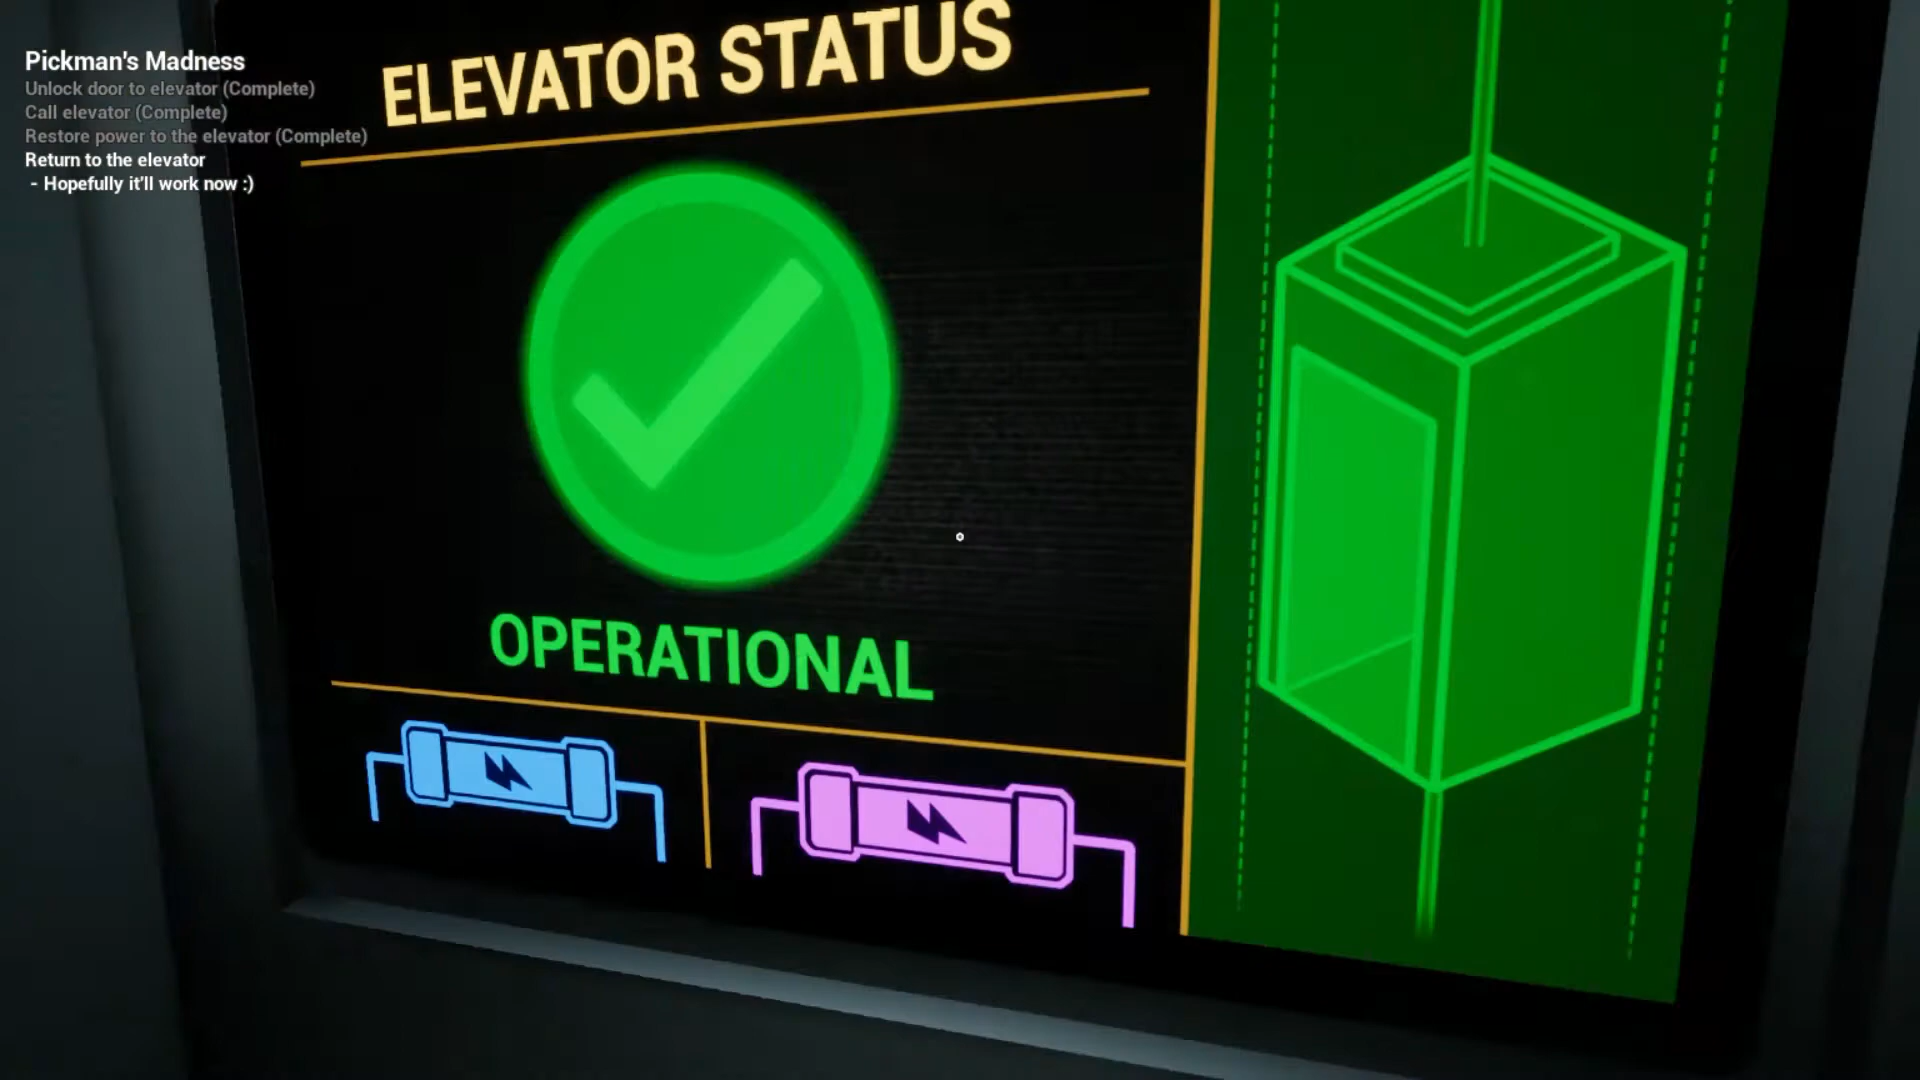 Pickman's Madness
Unlock door to elevator (Complete)
Call elevator (Complete)
Restore power to the elevator (Complete)
Return to the elevator
- Hopefully it'll work now :)
ELEVATOR STATUS
OPERATIONAL